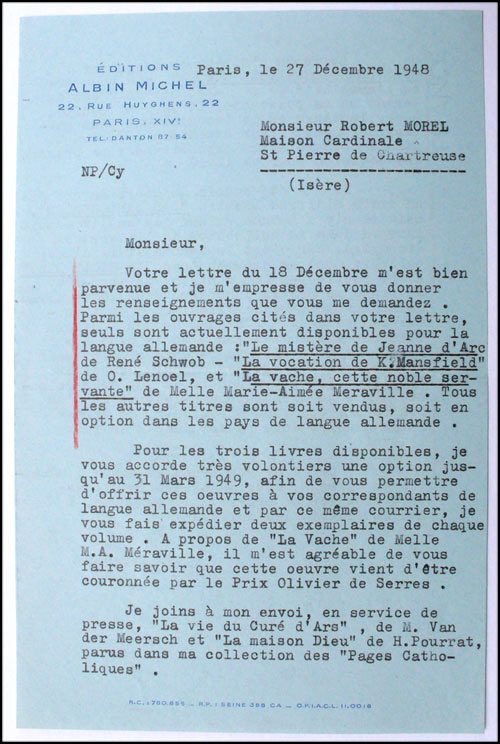 ÉDITIONS
ALBIN MICHEL
22, RUE HUYGHENS, 22
PARIS. XIVᵉ
TEL: DANTON 87-54
Paris, le 27 Décembre 1948
Monsieur Robert MOREL
Maison Cardinale
St Pierre de Chartreuse
(Isère)
NP/Cy
Monsieur,
Votre lettre du 18 Décembre m'est bien
parvenue et je m'empresse de vous donner
les renseignements que vous me demandez .
Parmi les ouvrages cités dans votre lettre,
seuls sont actuellement disponibles pour la
langue allemande :"Le mistère de Jeanne d'Arc
de René Schwob - "La vocation de K.Mansfield"
de O. Lenoel, et "La vache, cette noble ser-
vante" de Melle Marie-Aimée Meraville . Tous
les autres titres sont soit vendus, soit en
option dans les pays de langue allemande .
Pour les trois livres disponibles, je
vous accorde très volontiers une option jus-
qu'au 31 Mars 1949, afin de vous permettre
d'offrir ces oeuvres à vos correspondants de
langue allemande et par ce même courrier, je
vous fais expédier deux exemplaires de chaque
volume . A propos de "La Vache" de Melle
M.A. Méraville, il m'est agréable de vous
faire savoir que cette oeuvre vient d'être
couronnée par le Prix Olivier de Serres .
Je joins à mon envoi, en service de
presse, "La vie du Curé d'Ars" , de M. Van
der Meersch et "La maison Dieu" de H.Pourrat,
parus dans ma collection des "Pages Catho-
liques" .
R.C.: 750.855 — R.P.: SEINE 388 CA — O.P.I.A.C.L. 11.0016